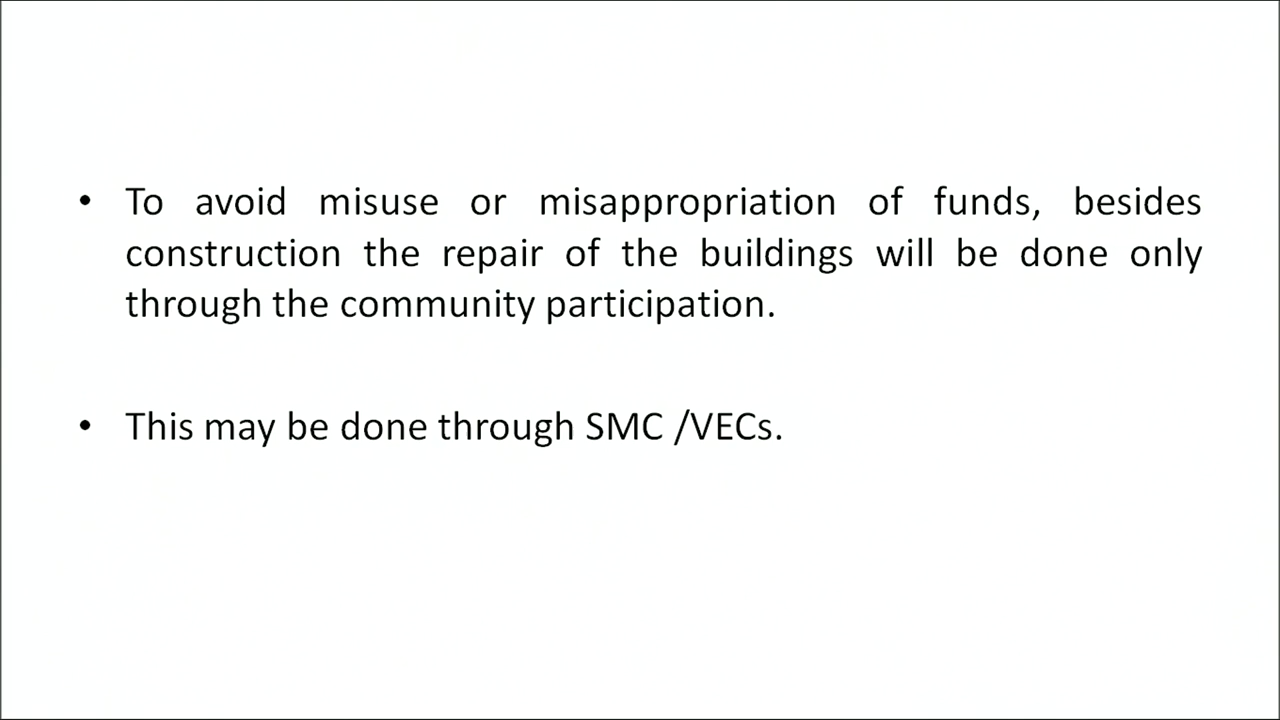 • To avoid misuse or misappropriation of funds, besides
construction the repair of the buildings will be done only
through the community participation.
• This may be done through SMC /VECs.